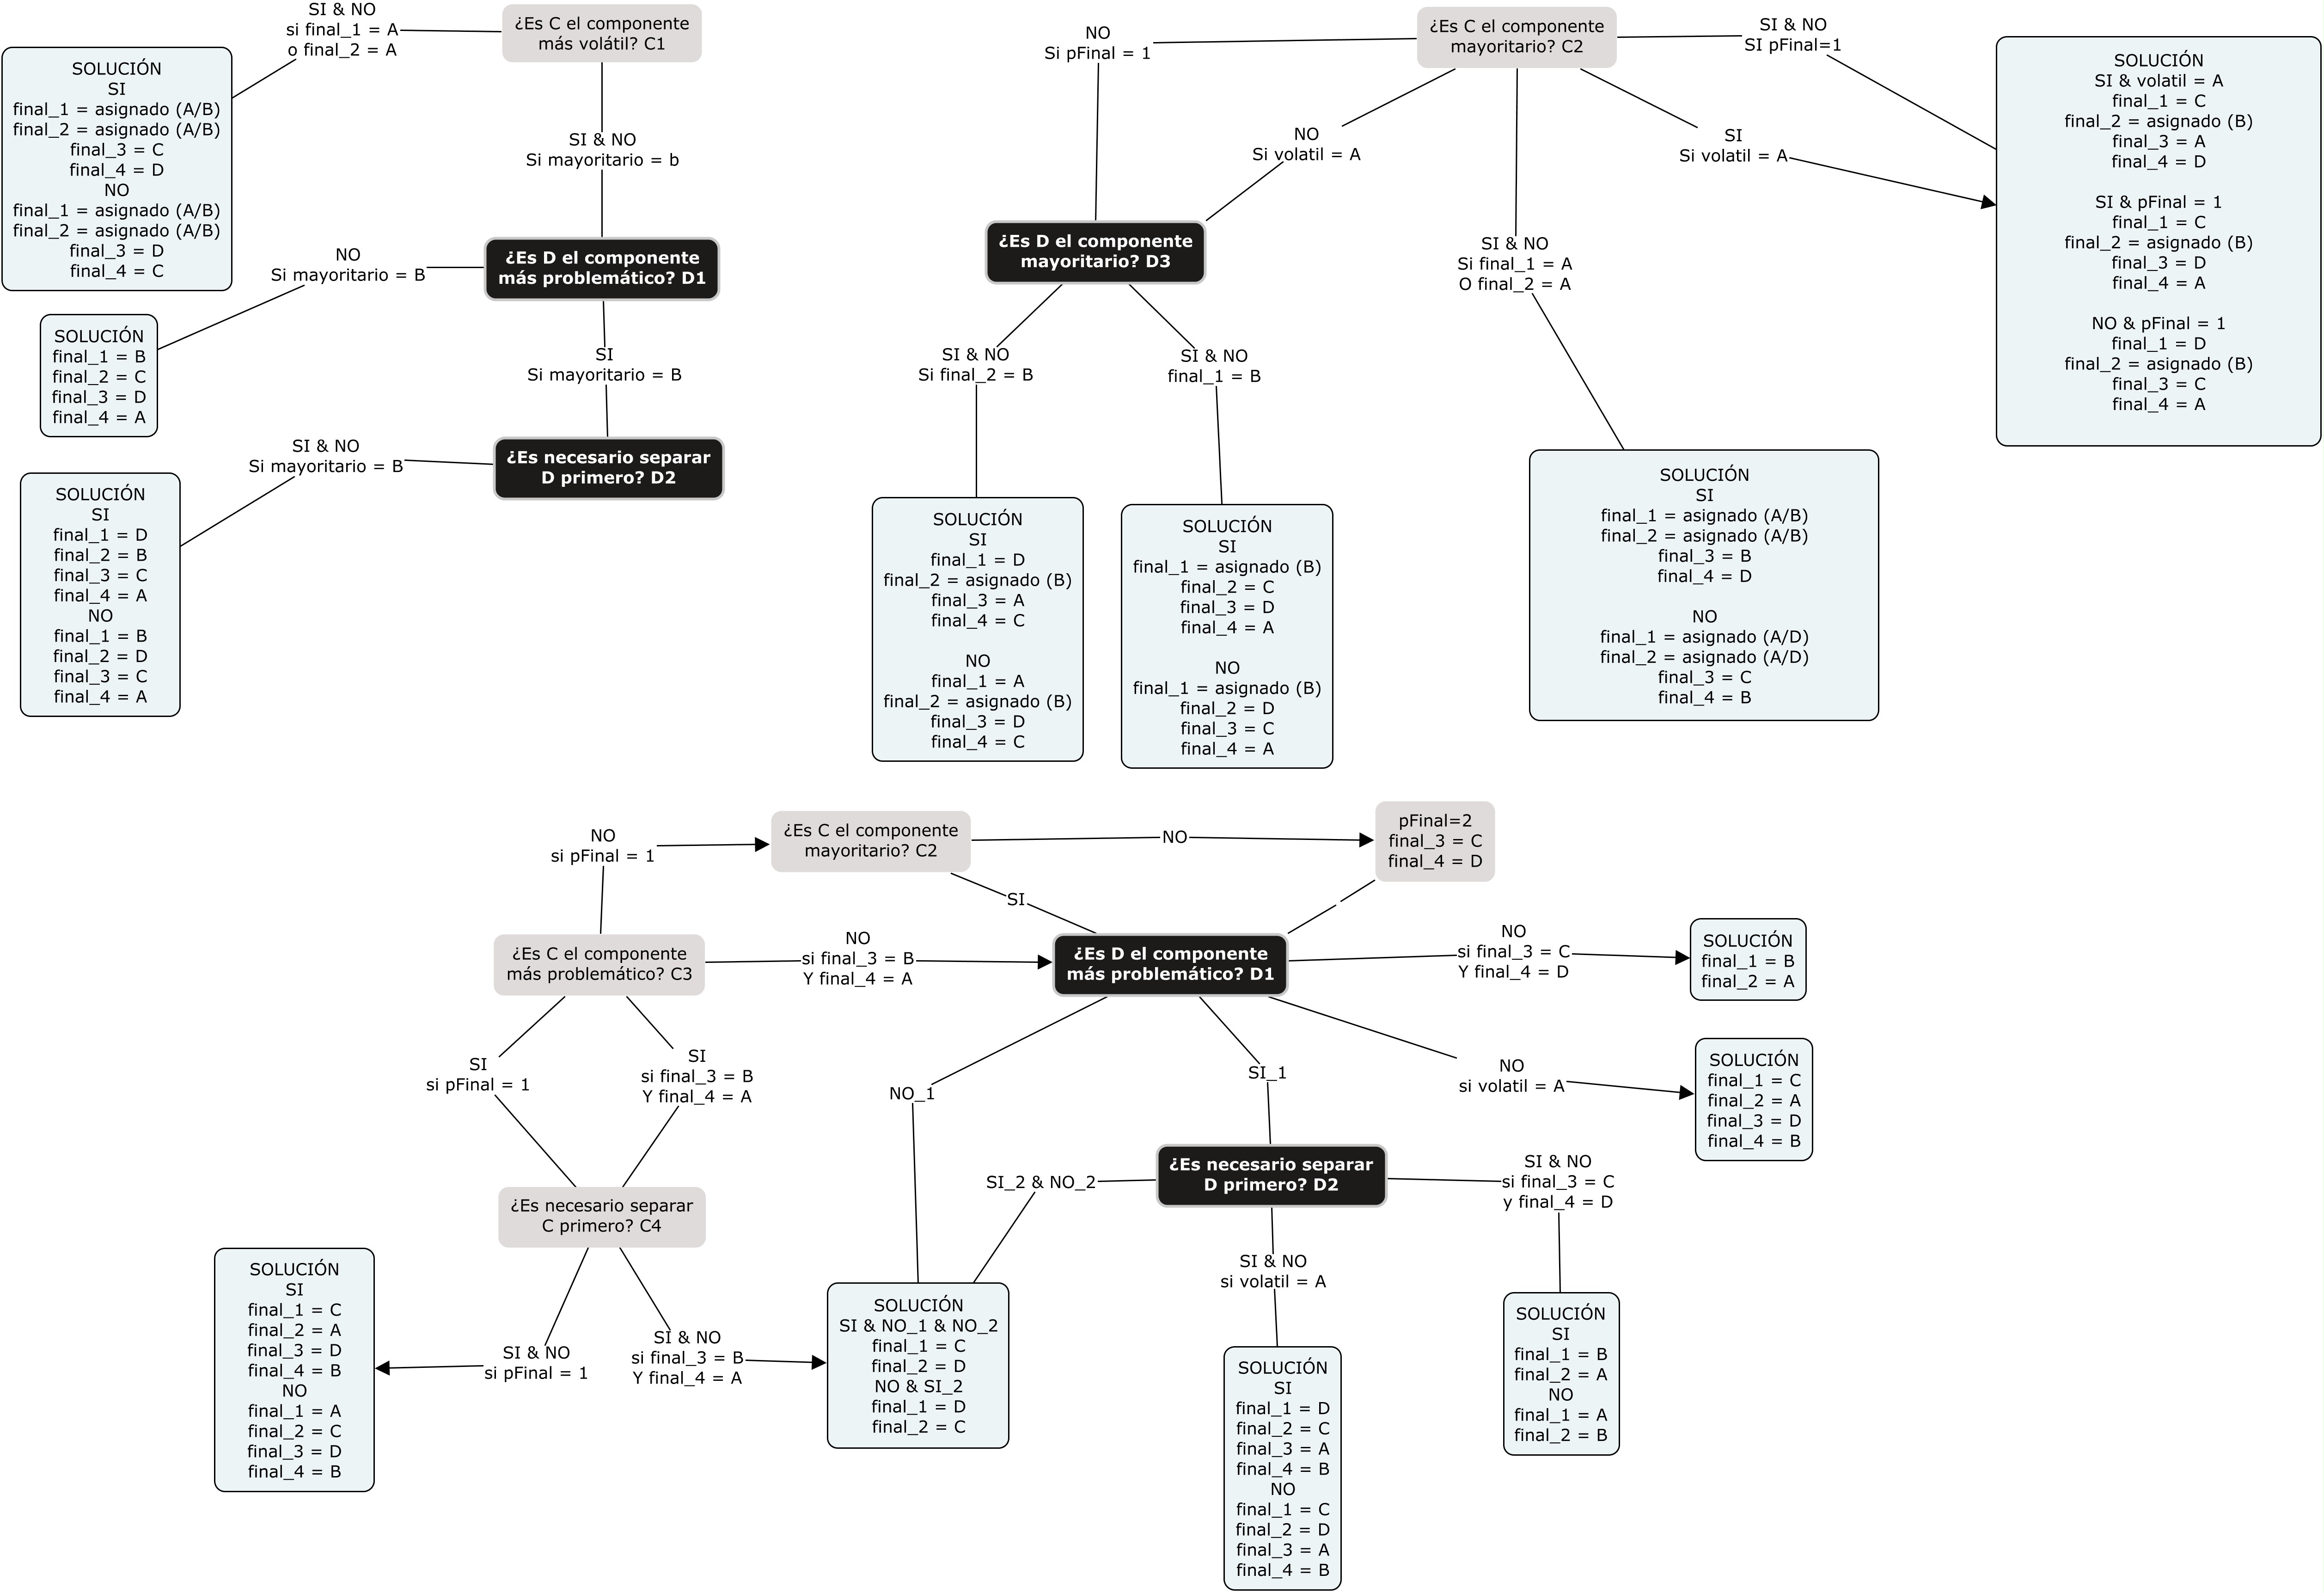 SI & NO
si final_1 = A
o final_2 = A
¿Es C el componente
más volátil? C1
SOLUCIÓN
SI
final_1 = asignado (A/B)
final_2 = asignado (A/B)
final_3 = C
final_4 = D
NO
final_1 = asignado (A/B)
final_2 = asignado (A/B)
final_3 = D
final_4 = C
SI & NO
Si mayoritario = b
NO
Si mayoritario = B
¿Es D el componente
más problemático? D1
SOLUCIÓN
final_1 = B
final_2 = C
final_3 = D
final_4 = A
SI
Si mayoritario = B
SI & NO
Si mayoritario = B
¿Es necesario separar
D primero? D2
SOLUCIÓN
SI
final_1 = D
final_2 = B
final_3 = C
final_4 = A
NO
final_1 = B
final_2 = D
final_3 = C
final_4 = A
NO
Si pFinal = 1
¿Es C el componente
mayoritario? C2
SI & NO
SI pFinal=1
NO
Si volatil = A
SI
Si volatil = A
SOLUCIÓN
SI & volatil = A
final_1 = C
final_2 = asignado (B)
final_3 = A
final_4 = D
SI & pFinal = 1
final_1 = C
final_2 = asignado (B)
final_3 = D
final_4 = A
NO & pFinal = 1
final_1 = D
final_2 = asignado (B)
final_3 = C
final_4 = A
¿Es D el componente
mayoritario? D3
SI & NO
Si final_1 = A
O final_2 = A
SI & NO
Si final_2 = B
SI & NO
final_1 = B
SOLUCIÓN
SI
final_1 = D
final_2 = asignado (B)
final_3 = A
final_4 = C
NO
final_1 = A
final_2 = asignado (B)
final_3 = D
final_4 = C
SOLUCIÓN
SI
final_1 = asignado (B)
final_2 = C
final_3 = D
final_4 = A
NO
final_1 = asignado (B)
final_2 = D
final_3 = C
final_4 = A
SOLUCIÓN
SI
final_1 = asignado (A/B)
final_2 = asignado (A/B)
final_3 = B
final_4 = D
NO
final_1 = asignado (A/D)
final_2 = asignado (A/D)
final_3 = C
final_4 = B
NO
si pFinal = 1
¿Es C el componente
mayoritario? C2
NO
pFinal=2
final_3 = C
final_4 = D
SI
¿Es C el componente
más problemático? C3
NO
si final_3 = B
Y final_4 = A
¿Es D el componente
más problemático? D1
NO
si final_3 = C
Y final_4 = D
SOLUCIÓN
final_1 = B
final_2 = A
SI
si pFinal = 1
SI
si final_3 = B
Y final_4 = A
NO_1
SI_1
NO
si volatil = A
SOLUCIÓN
final_1 = C
final_2 = A
final_3 = D
final_4 = B
¿Es necesario separar
C primero? C4
SI_2 & NO_2
¿Es necesario separar
D primero? D2
SI & NO
si final_3 = C
y final_4 = D
SOLUCIÓN
SI
final_1 = C
final_2 = A
final_3 = D
final_4 = B
NO
final_1 = A
final_2 = C
final_3 = D
final_4 = B
SI & NO
si pFinal = 1
SI & NO
si final_3 = B
Y final_4 = A
SOLUCIÓN
SI & NO_1 & NO_2
final_1 = C
final_2 = D
NO & SI_2
final_1 = D
final_2 = C
SI & NO
si volatil = A
SOLUCIÓN
SI
final_1 = D
final_2 = C
final_3 = A
final_4 = B
NO
final_1 = C
final_2 = D
final_3 = A
final_4 = B
SOLUCIÓN
SI
final_1 = B
final_2 = A
NO
final_1 = A
final_2 = B